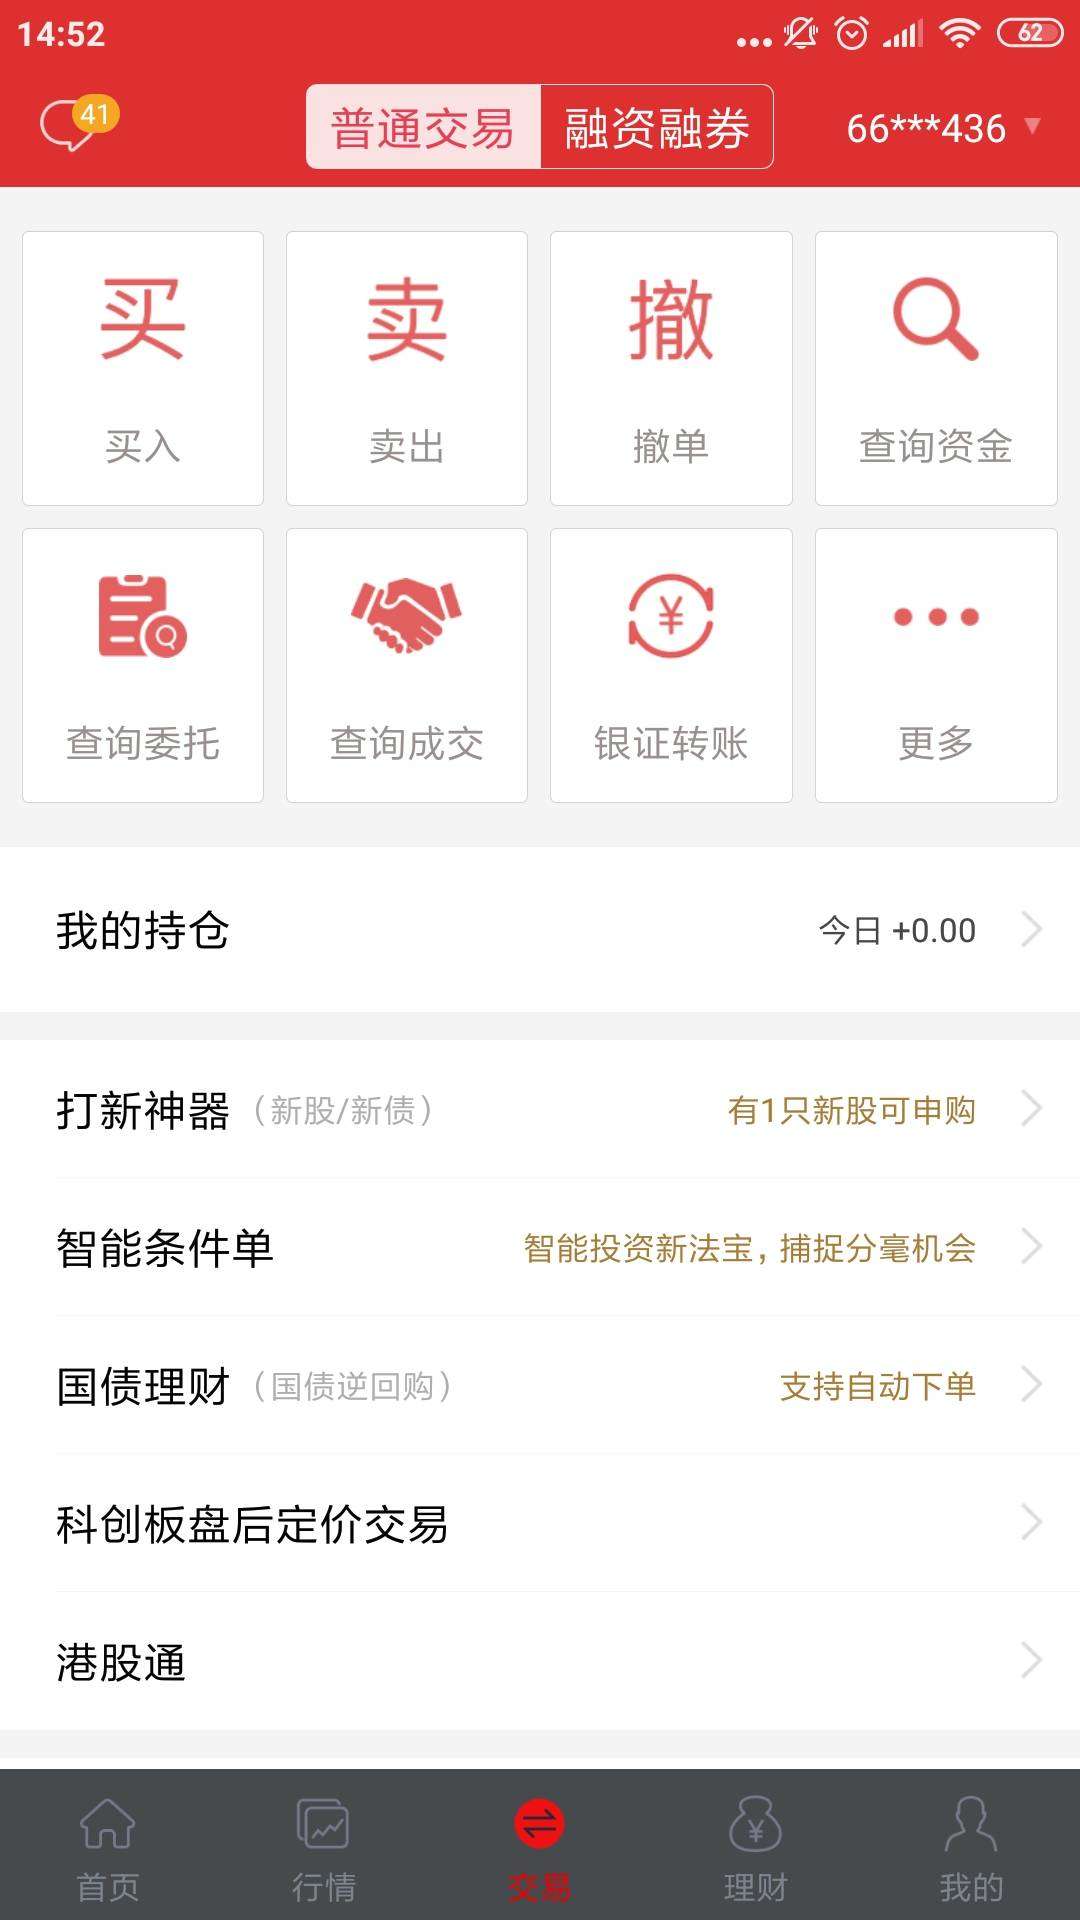 14:52
62
41
普通交易 融资融券 66***436
买 卖 撤
买入 卖出 撤单 查询资金
¥
查询委托 查询成交 银证转账 更多
我的持仓 今日 +0.00
打新神器（新股/新债） 有1只新股可申购
智能条件单 智能投资新法宝，捕捉分毫机会
国债理财（国债逆回购） 支持自动下单
科创板盘后定价交易
港股通
¥
首页 行情 交易 理财 我的